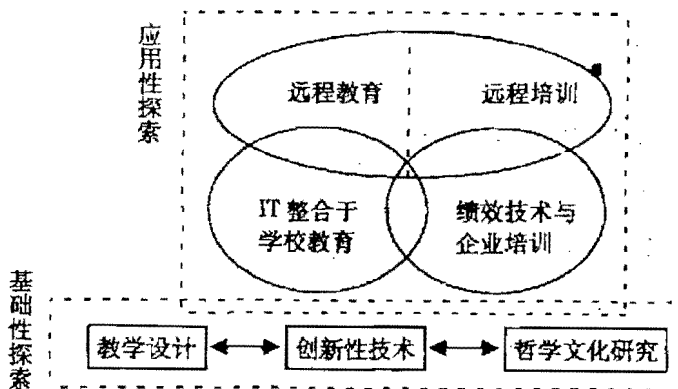 应用性探索
远程教育
远程培训
IT 整合于
学校教育
绩效技术与
企业培训
基础性探索
教学设计
创新性技术
哲学文化研究